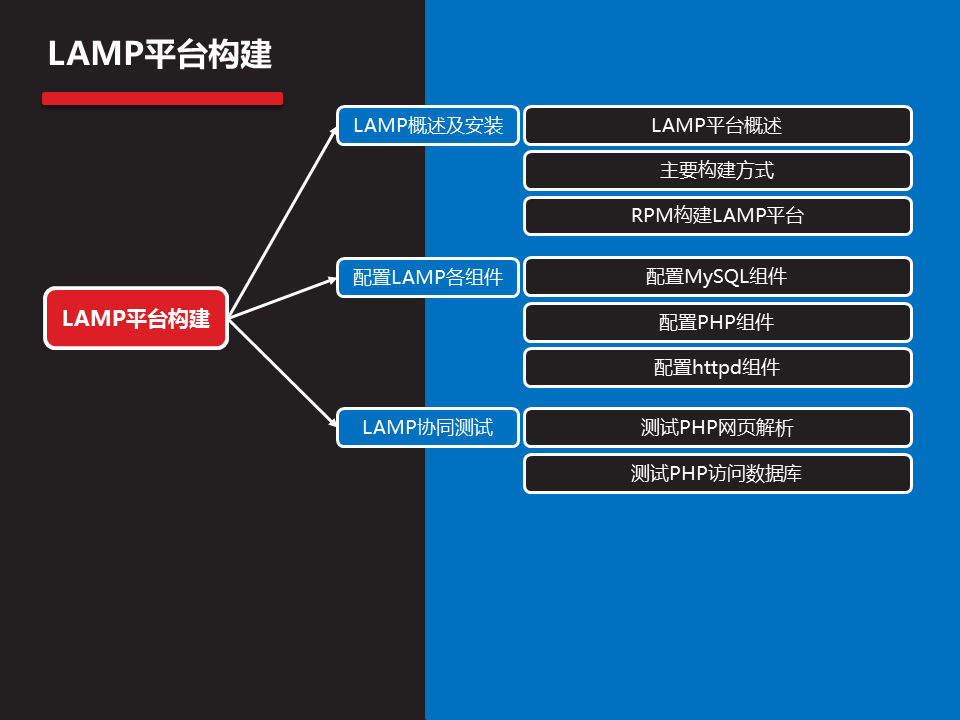 LAMP平台构建
LAMP平台构建
LAMP概述及安装
LAMP平台概述
主要构建方式
RPM构建LAMP平台
配置LAMP各组件
配置MySQL组件
配置PHP组件
配置httpd组件
LAMP协同测试
测试PHP网页解析
测试PHP访问数据库